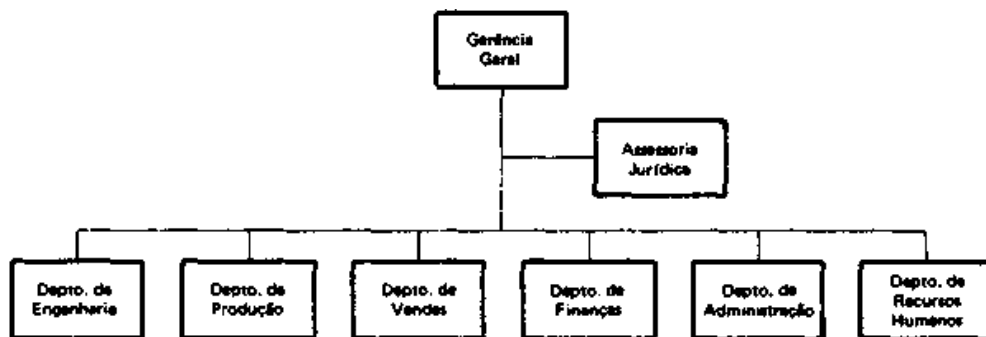 Gerência
Geral
Assessoria
Jurídica
Depto. de
Engenharia
Depto. de
Produção
Depto. de
Vendas
Depto. de
Finanças
Depto. de
Administração
Depto. de
Recursos
Humanos